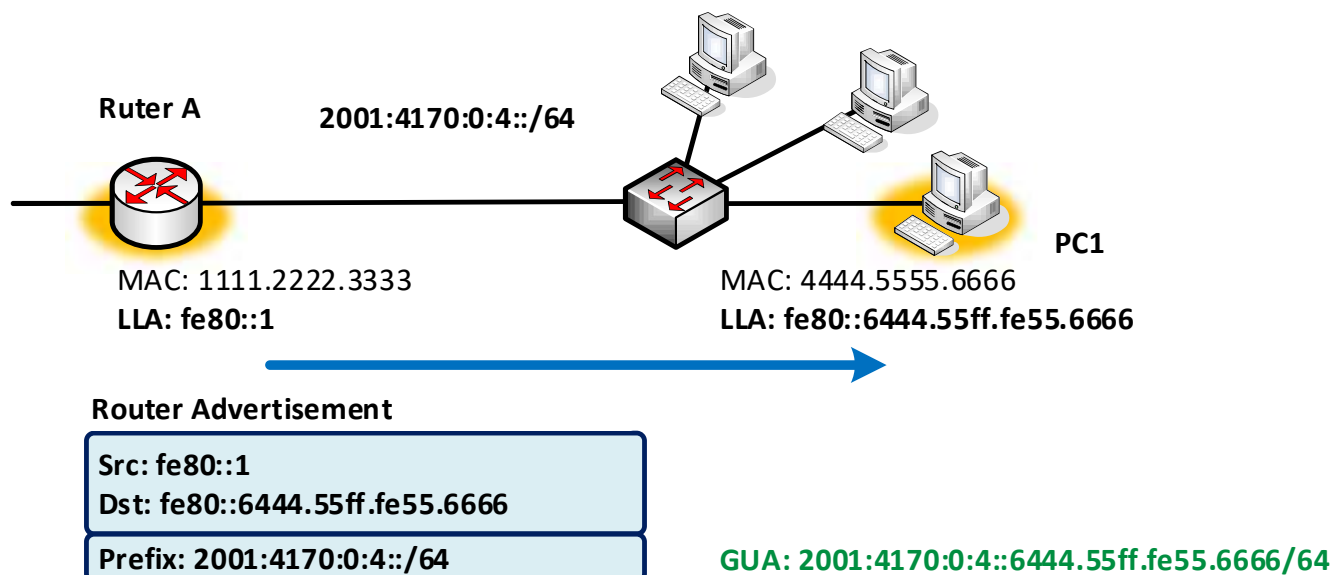 Ruter A
2001:4170:0:4::/64
PC1
MAC: 1111.2222.3333
LLA: fe80::1
MAC: 4444.5555.6666
LLA: fe80::6444.55ff.fe55.6666
Router Advertisement
Src: fe80::1
Dst: fe80::6444.55ff.fe55.6666
Prefix: 2001:4170:0:4::/64
GUA: 2001:4170:0:4::6444.55ff.fe55.6666/64